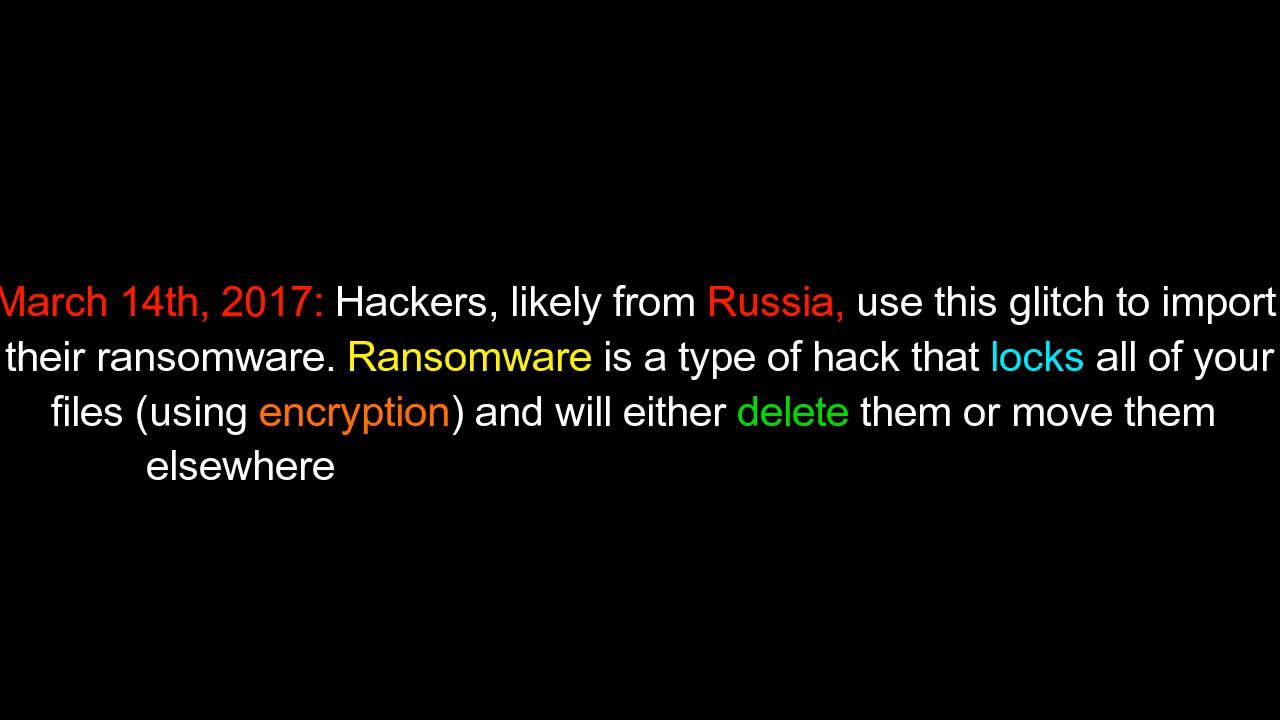 March 14th, 2017: Hackers, likely from Russia, use this glitch to import
their ransomware. Ransomware is a type of hack that locks all of your
files (using encryption) and will either delete them or move them
elsewhere